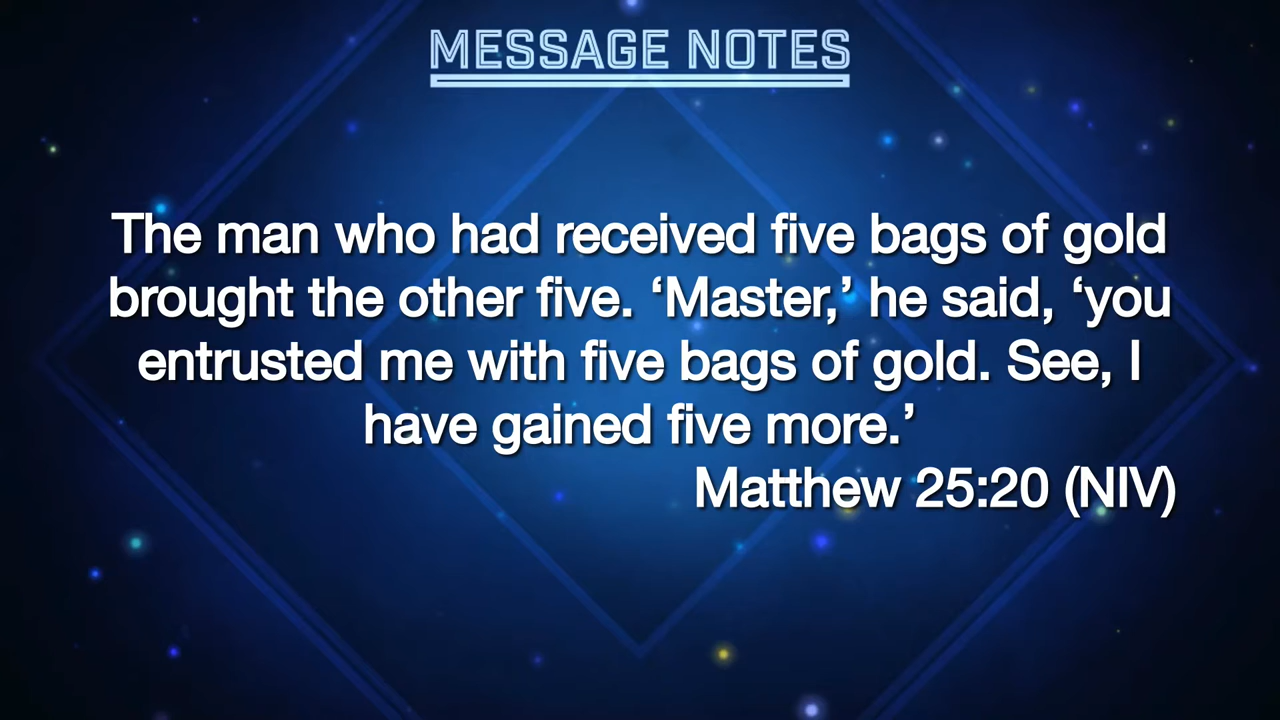 MESSAGE NOTES
The man who had received five bags of gold
brought the other five. ‘Master,’ he said, ‘you
entrusted me with five bags of gold. See, I
have gained five more.’
Matthew 25:20 (NIV)